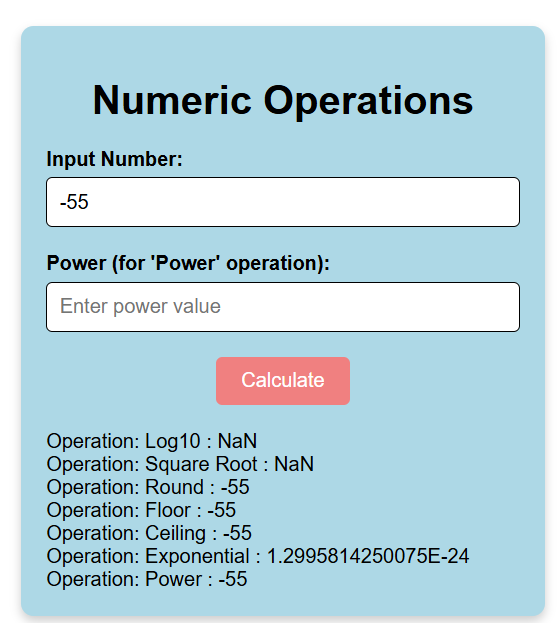 Numeric Operations
Input Number:
-55
Power (for 'Power' operation):
Enter power value
Calculate
Operation: Log10 : NaN
Operation: Square Root : NaN
Operation: Round : -55
Operation: Floor : -55
Operation: Ceiling : -55
Operation: Exponential : 1.2995814250075E-24
Operation: Power : -55